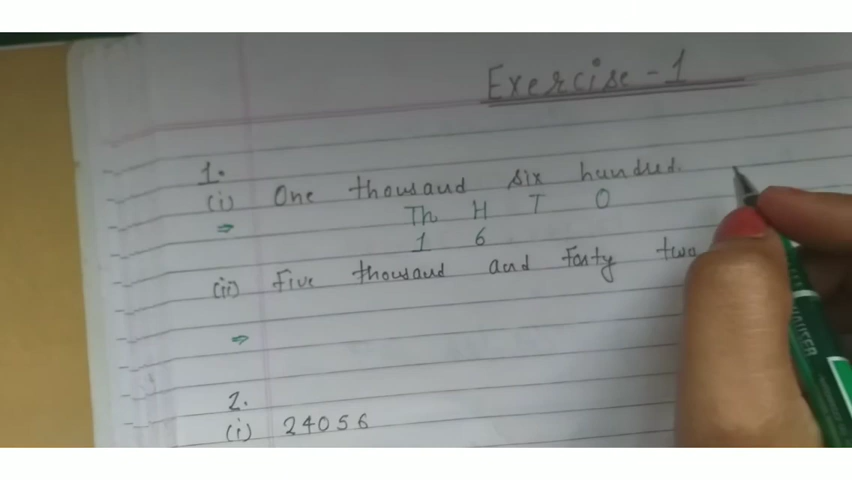 Exercise - 1
1.
(i) One thousand six hundred.
⇒ Th H T O
1 6
(ii) Five thousand and forty two
⇒
2.
(i) 24056